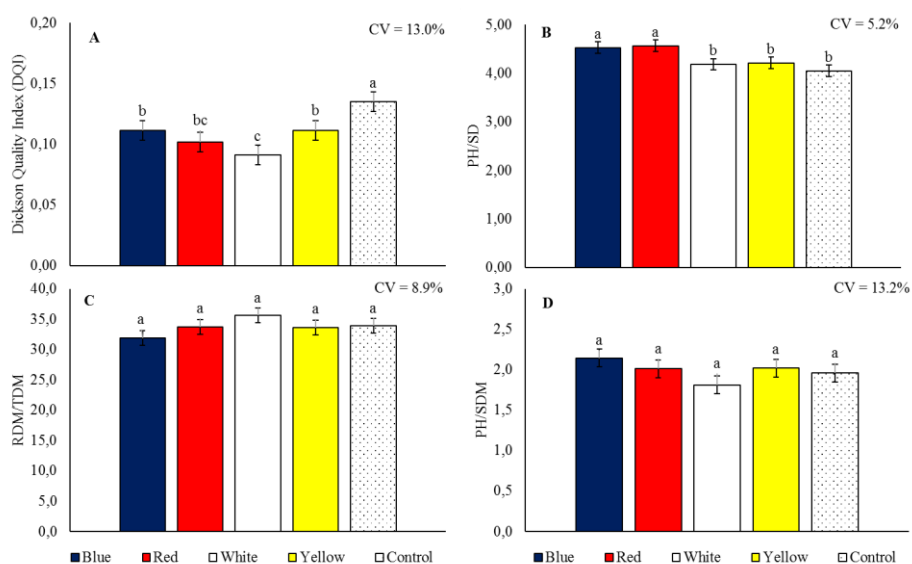 A
CV = 13.0%
Dickson Quality Index (DQI)
0,20
0,15
0,10
0,05
0,00
b
bc
c
b
a
B
CV = 5.2%
PH/SD
5,00
4,00
3,00
2,00
1,00
0,00
a
a
b
b
b
C
CV = 8.9%
RDM/TDM
40,0
35,0
30,0
25,0
20,0
15,0
10,0
5,0
0,0
a
a
a
a
a
D
CV = 13.2%
PH/SDM
3,0
2,5
2,0
1,5
1,0
0,5
0,0
a
a
a
a
a
Blue Red White Yellow Control
Blue Red White Yellow Control